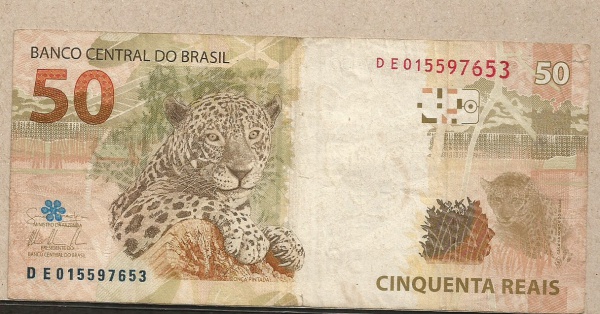 BANCO CENTRAL DO BRASIL
50
DE015597653
50
MINISTRO DA FAZENDA
PRESIDENTE DO
BANCO CENTRAL DO BRASIL
DE015597653
ONÇA PINTADA
CINQUENTA REAIS